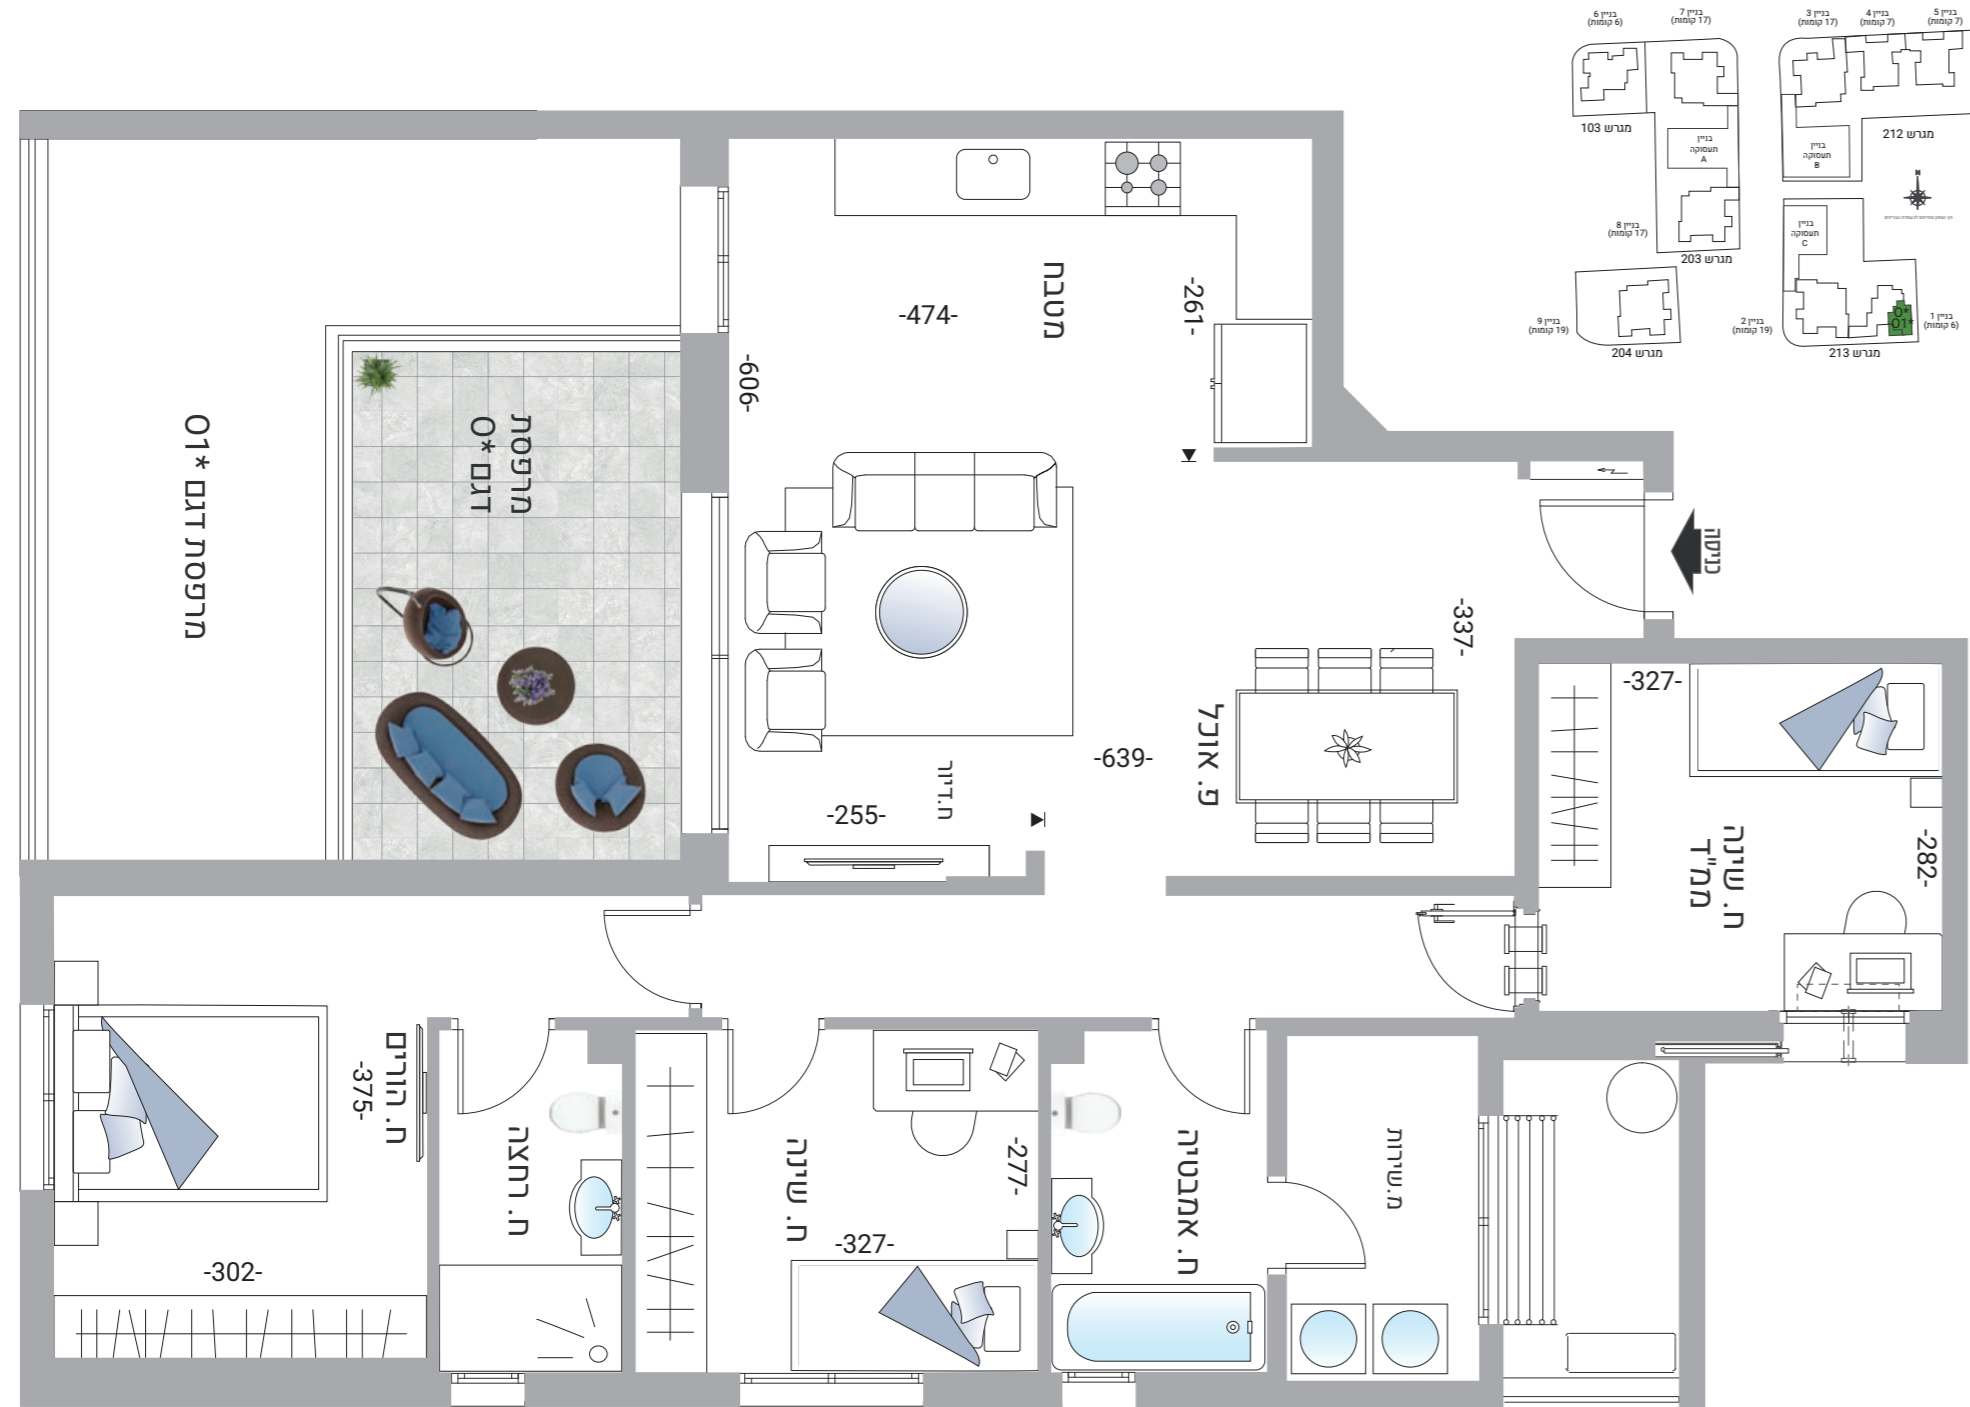 בניין 6
(6 קומות)
בניין 7
(17 קומות)
בניין 3
(17 קומות)
בניין 4
(7 קומות)
בניין 5
(7 קומות)
מגרש 103
בניין
תעסוקה
A
מגרש 212
בניין
תעסוקה
B
N
בניין 8
(17 קומות)
מגרש 203
בניין
תעסוקה
C
בניין 9
(19 קומות)
מגרש 204
בניין 2
(19 קומות)
O*
O1*
בניין 1
(6 קומות)
מגרש 213
מרפסת דגם *O1
מרפסת
דגם *O
-606-
-474-
מטבח
-261-
כניסה
-337-
פ. אוכל
-639-
ח.דיור
-255-
-327-
ח. שינה
ממ"ד
-282-
ח. הורים
-375-
-302-
ח. רחצה
ח. שינה
-277-
-327-
ח. אמבטיה
מ.שירות